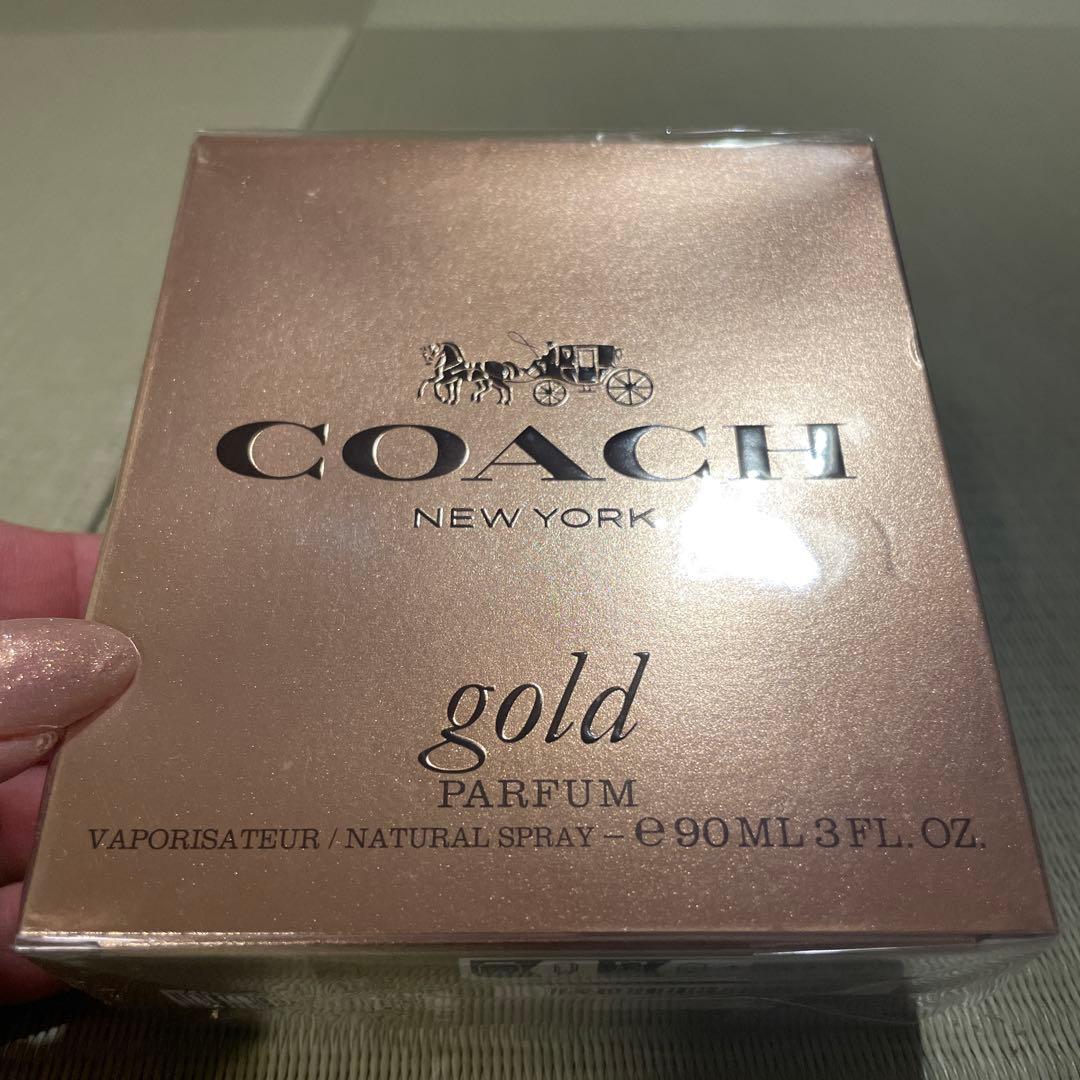 COACH
NEW YORK
gold
PARFUM
VAPORISATEUR / NATURAL SPRAY – e 90 ML 3 FL. OZ.